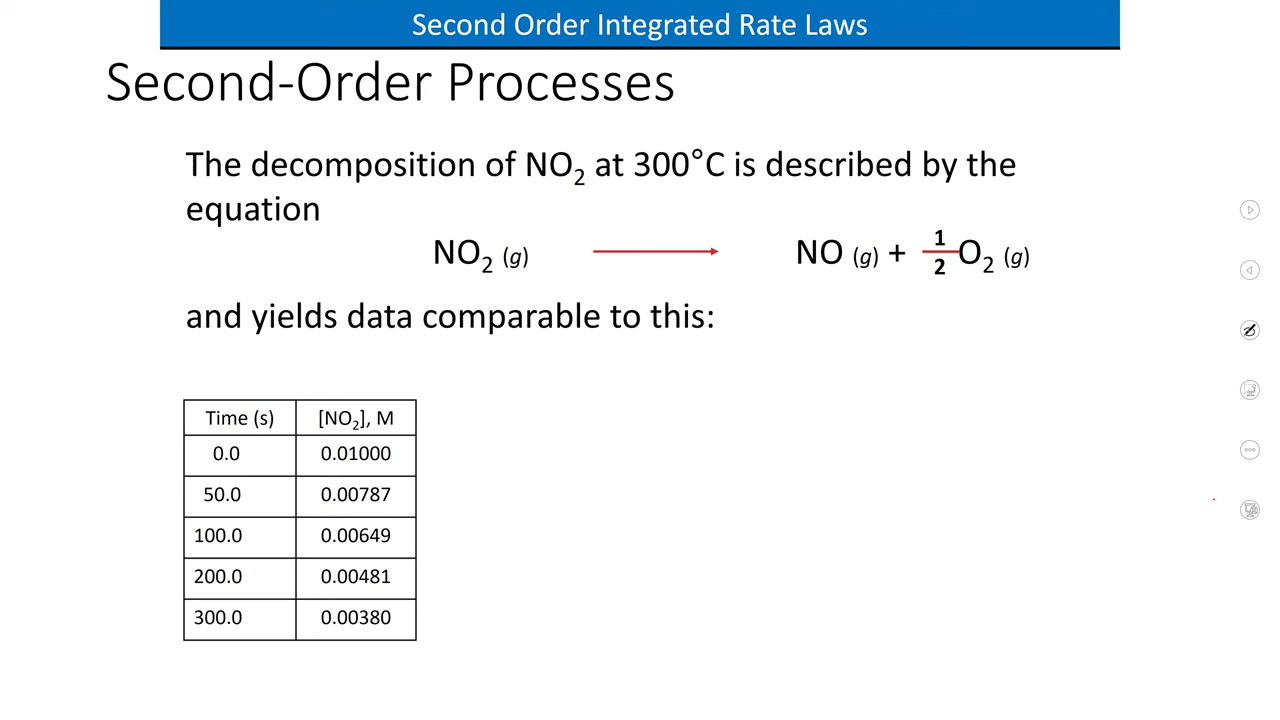 Second Order Integrated Rate Laws
Second-Order Processes
The decomposition of NO₂ at 300°C is described by the
equation
NO₂ (g) → NO (g) + 1/2 O₂ (g)
and yields data comparable to this:
Time (s) [NO₂], M
0.0 0.01000
50.0 0.00787
100.0 0.00649
200.0 0.00481
300.0 0.00380